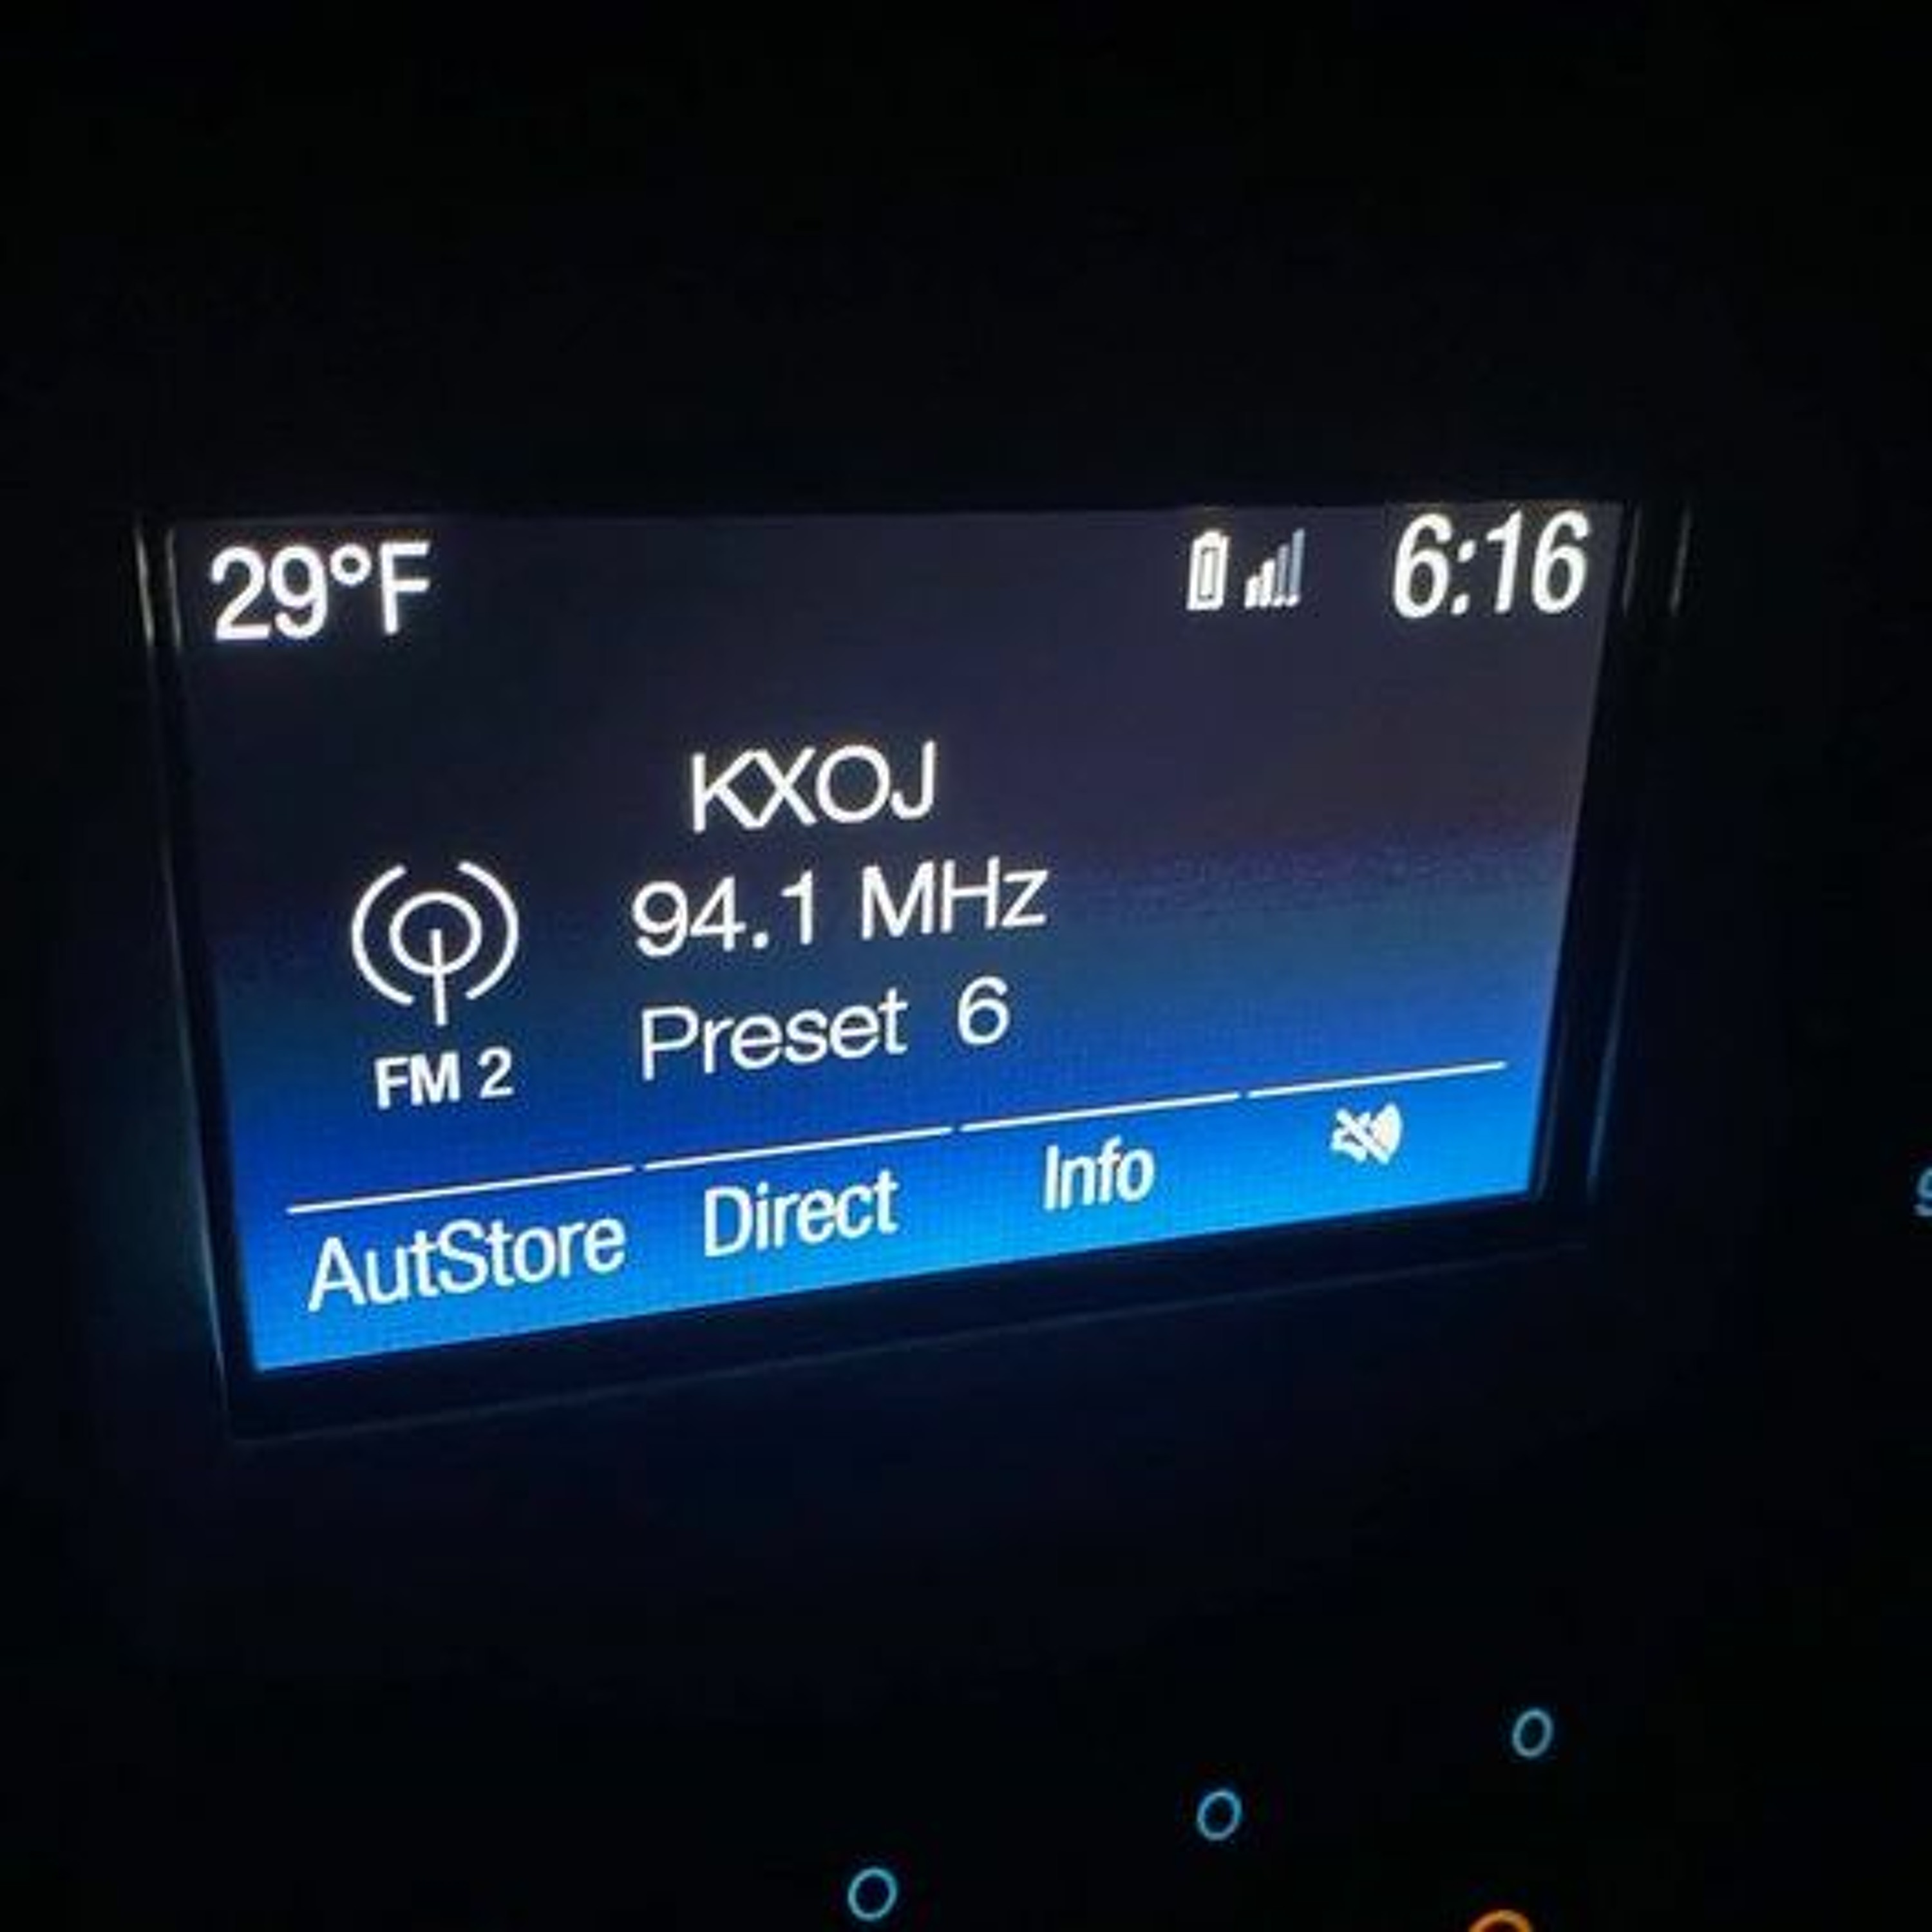 29°F 6:16
KXOJ
94.1 MHz
Preset 6
FM 2
AutStore Direct Info